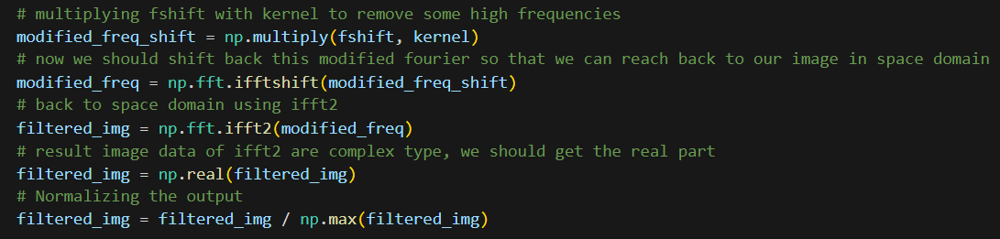 # multiplying fshift with kernel to remove some high frequencies
modified_freq_shift = np.multiply(fshift, kernel)
# now we should shift back this modified fourier so that we can reach back to our image in space domain
modified_freq = np.fft.ifftshift(modified_freq_shift)
# back to space domain using ifft2
filtered_img = np.fft.ifft2(modified_freq)
# result image data of ifft2 are complex type, we should get the real part
filtered_img = np.real(filtered_img)
# Normalizing the output
filtered_img = filtered_img / np.max(filtered_img)